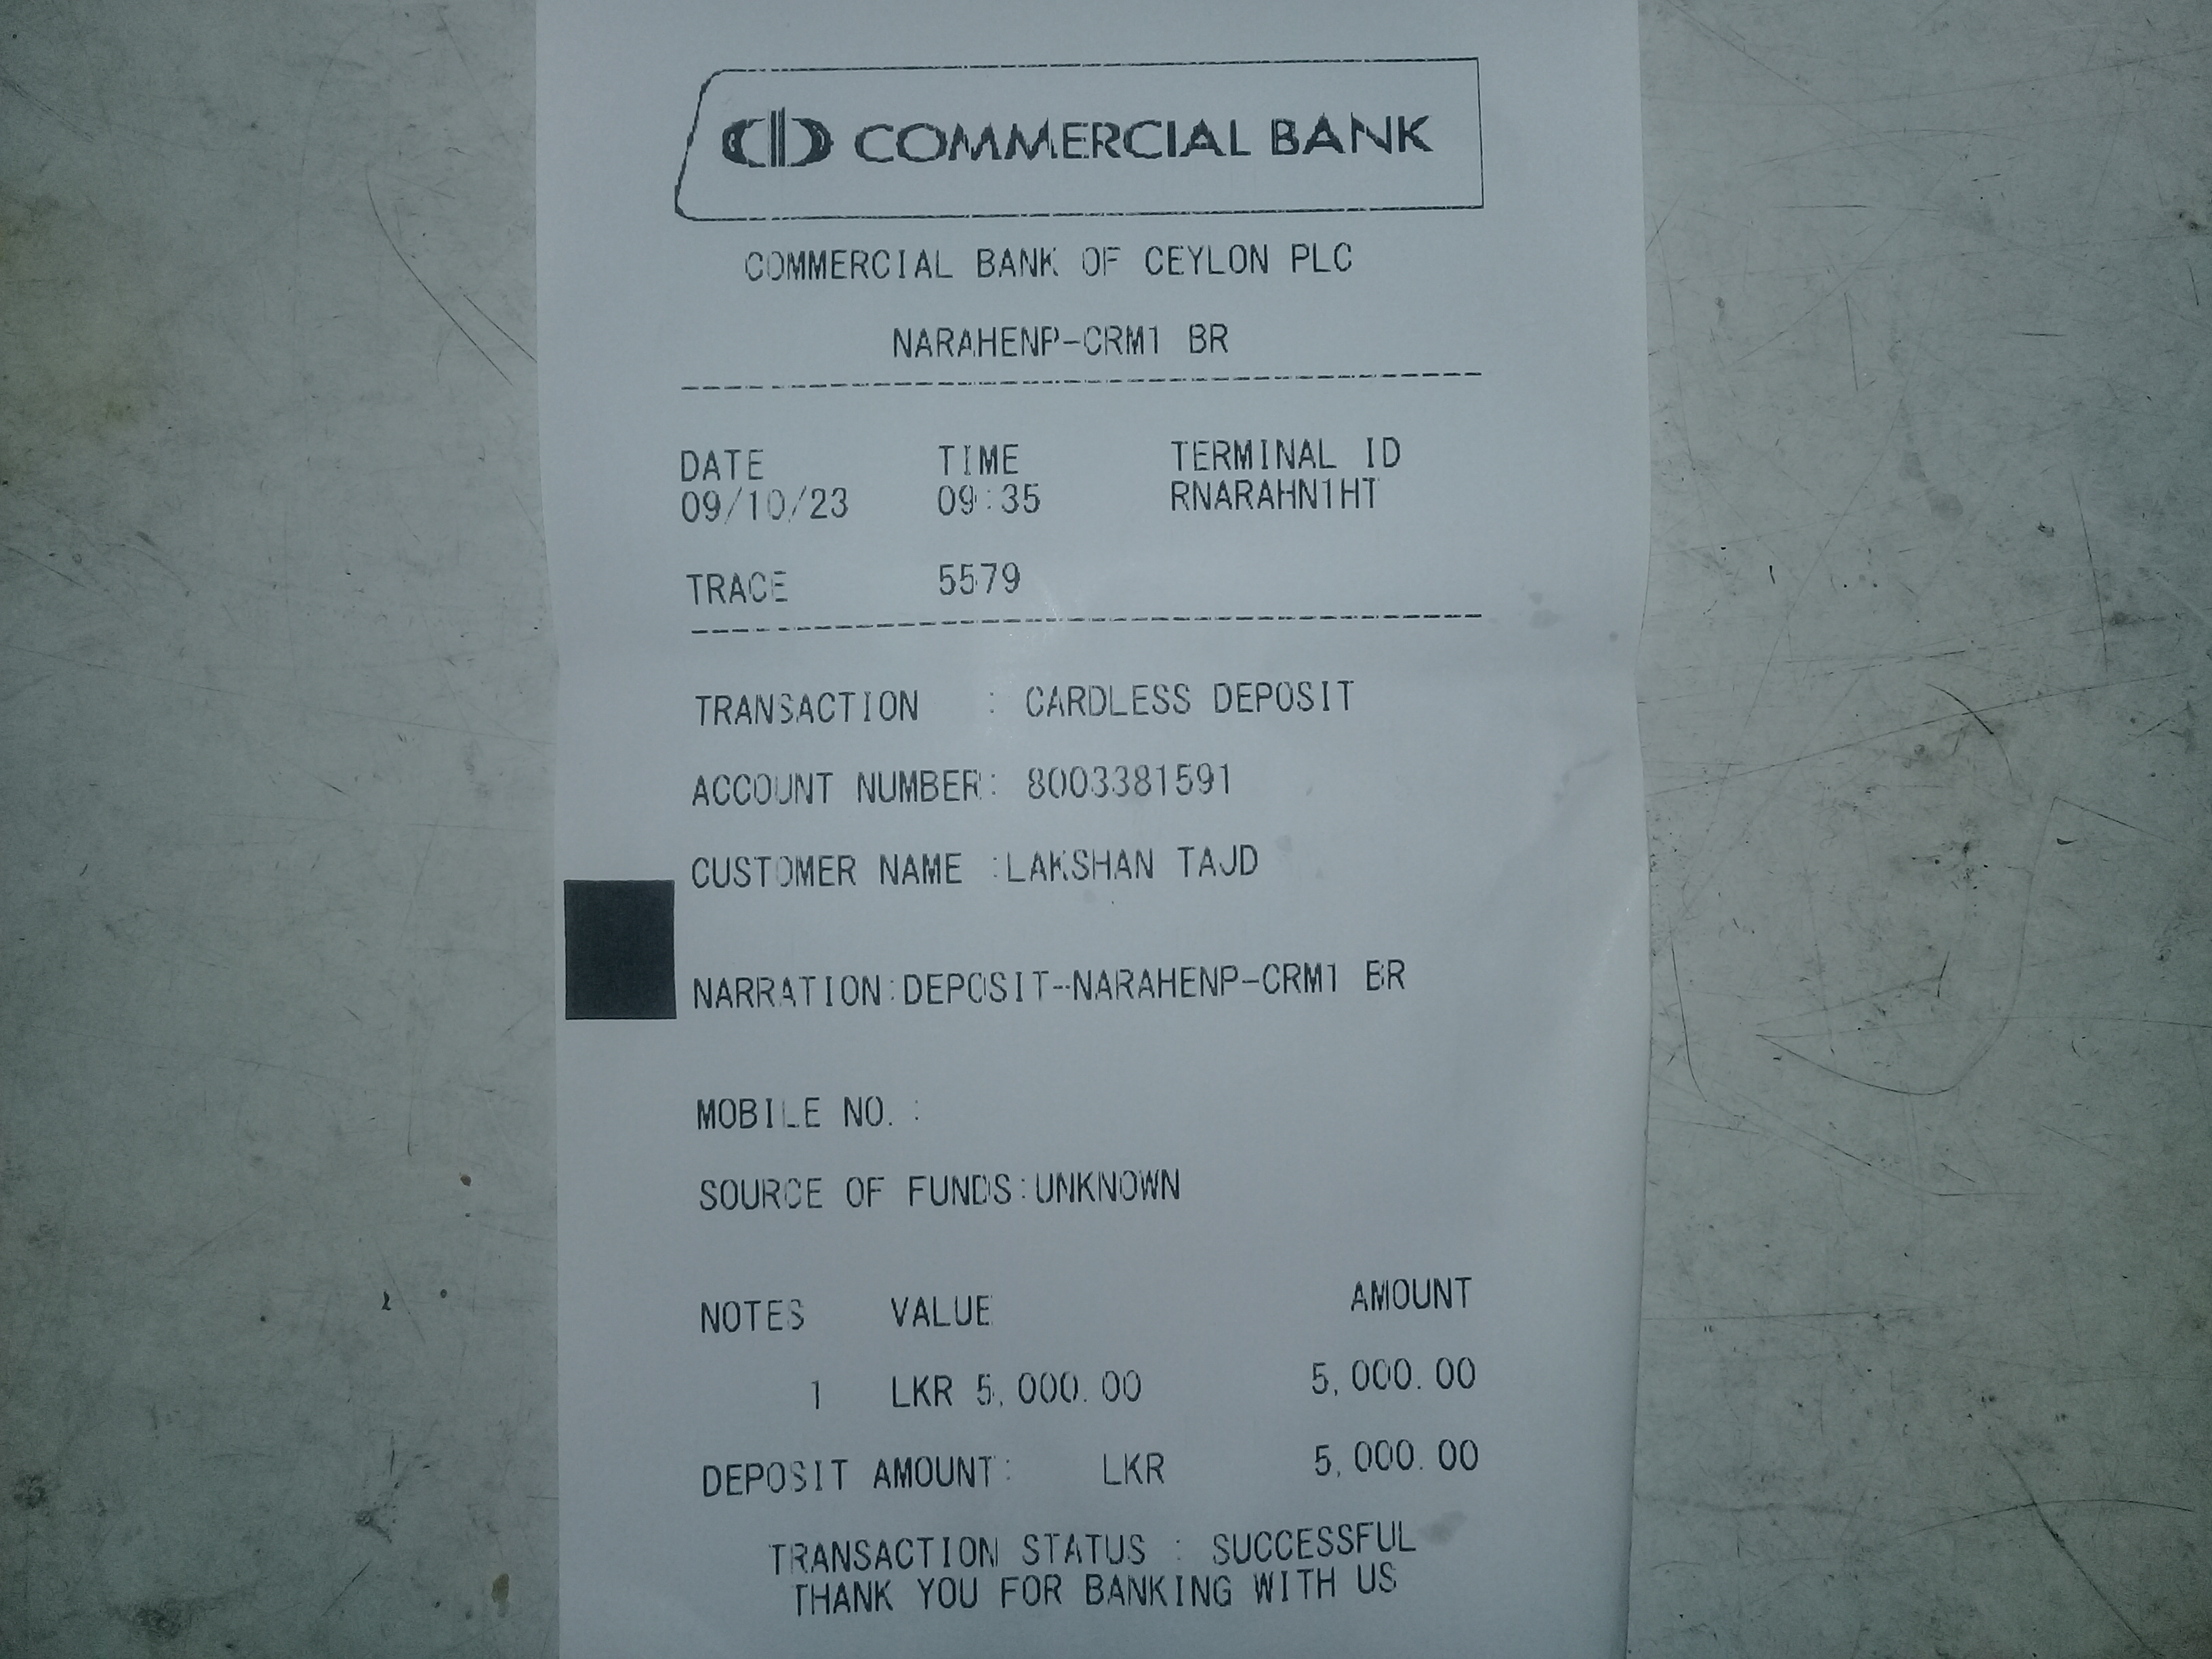 COMMERCIAL BANK
COMMERCIAL BANK OF CEYLON PLC
NARAHENP-CRM1 BR
DATE TIME TERMINAL ID
09/10/23 09:35 RNARAHN1HT
TRACE 5579
TRANSACTION : CARDLESS DEPOSIT
ACCOUNT NUMBER: 8003381591
CUSTOMER NAME :LAKSHAN TAJD
NARRATION:DEPOSIT--NARAHENP-CRM1 BR
MOBILE NO. :
SOURCE OF FUNDS:UNKNOWN
NOTES VALUE AMOUNT
1 LKR 5,000.00 5,000.00
DEPOSIT AMOUNT: LKR 5,000.00
TRANSACTION STATUS : SUCCESSFUL
THANK YOU FOR BANKING WITH US